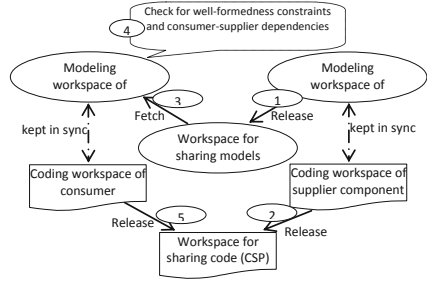 4
Check for well-formedness constraints
and consumer-supplier dependencies
Modeling
workspace of
Modeling
workspace of
3
1
Fetch
Release
kept in sync
kept in sync
Workspace for
sharing models
Coding workspace of
consumer
Coding workspace of
supplier component
5
2
Release
Release
Workspace for
sharing code (CSP)